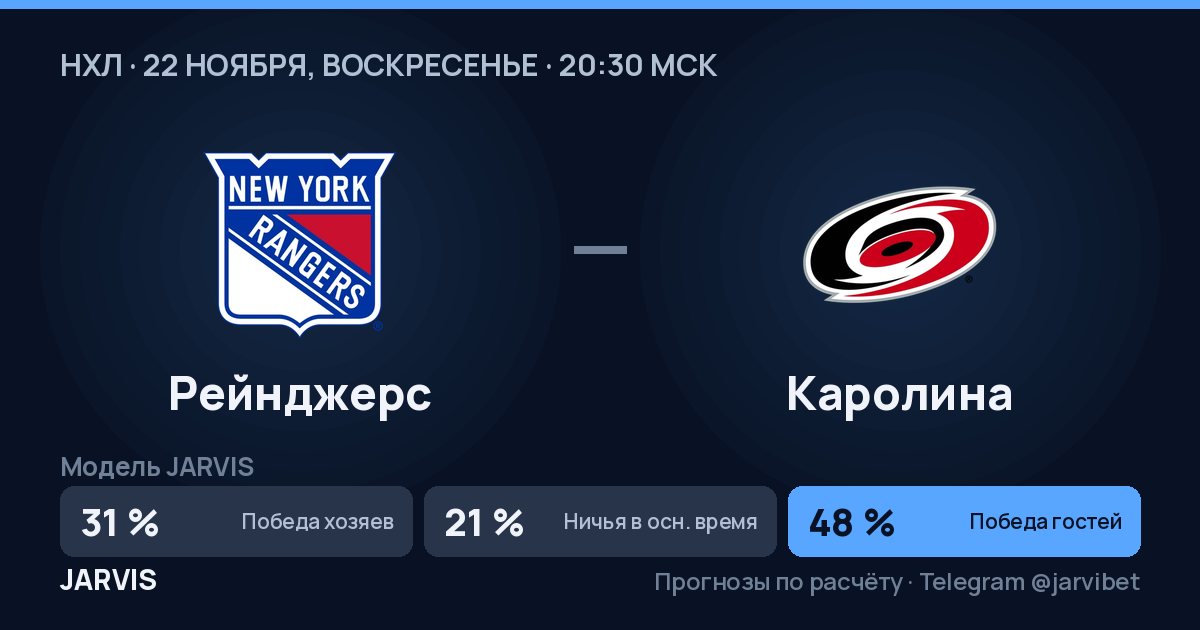 НХЛ · 22 НОЯБРЯ, ВОСКРЕСЕНЬЕ · 20:30 МСК
NEW YORK
RANGERS
—
Рейнджерс
Каролина
Модель JARVIS
31 % Победа хозяев
21 % Ничья в осн. время
48 % Победа гостей
JARVIS
Прогнозы по расчёту · Telegram @jarvibet